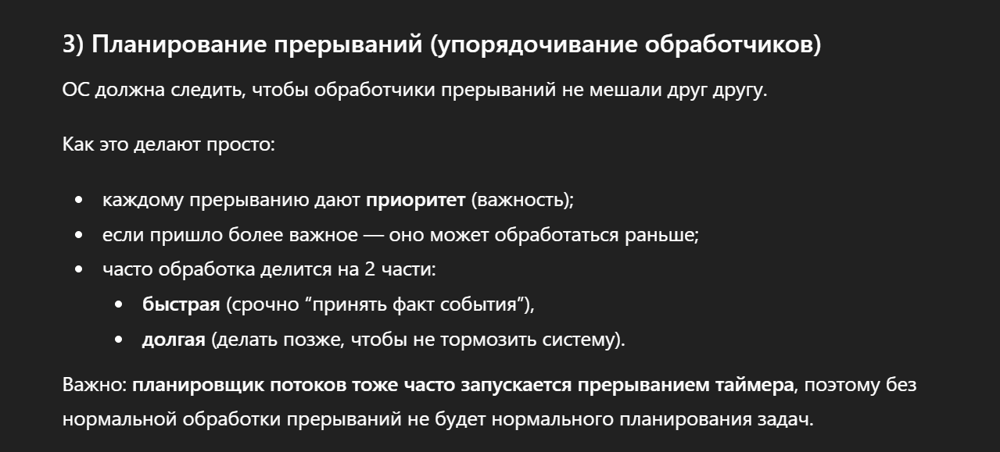 3) Планирование прерываний (упорядочивание обработчиков)
ОС должна следить, чтобы обработчики прерываний не мешали друг другу.
Как это делают просто:
• каждому прерыванию дают приоритет (важность);
• если пришло более важное — оно может обработаться раньше;
• часто обработка делится на 2 части:
• быстрая (срочно “принять факт события”),
• долгая (делать позже, чтобы не тормозить систему).
Важно: планировщик потоков тоже часто запускается прерыванием таймера, поэтому без
нормальной обработки прерываний не будет нормального планирования задач.